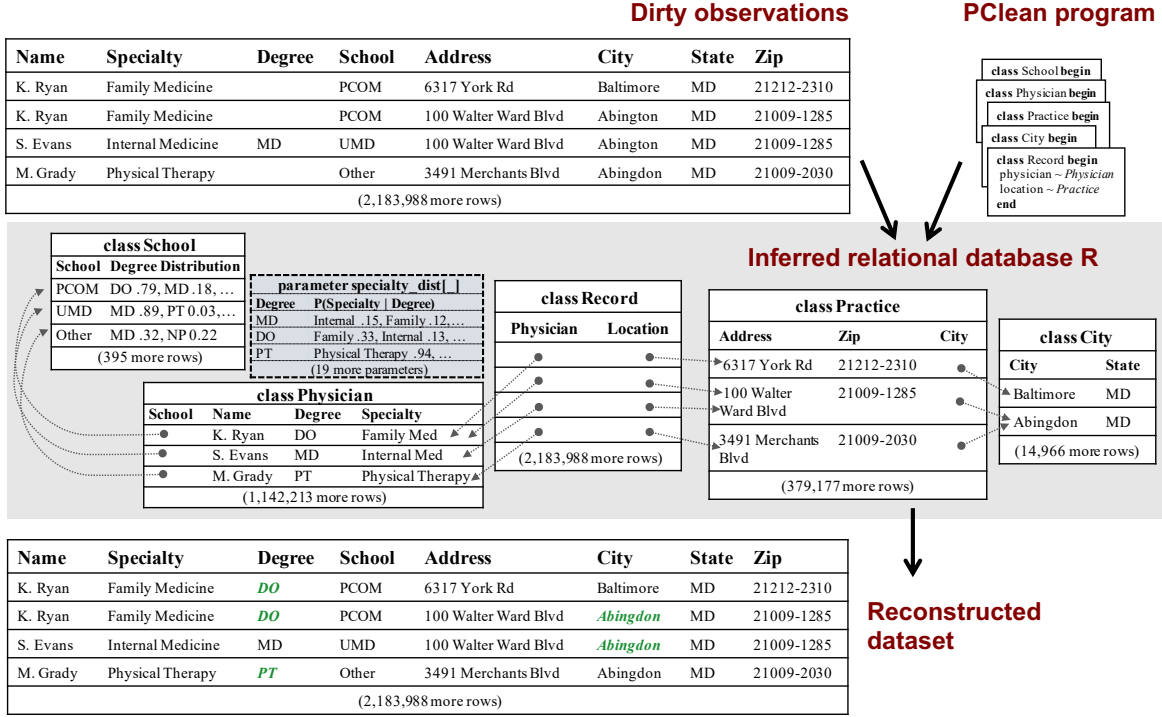 Dirty observations
PClean program
Name Specialty Degree School Address City State Zip
K. Ryan Family Medicine PCOM 6317 York Rd Baltimore MD 21212-2310
K. Ryan Family Medicine PCOM 100 Walter Ward Blvd Abington MD 21009-1285
S. Evans Internal Medicine MD UMD 100 Walter Ward Blvd Abington MD 21009-1285
M. Grady Physical Therapy Other 3491 Merchants Blvd Abingdon MD 21009-2030
(2,183,988 more rows)
class School begin
class Physician begin
class Practice begin
class City begin
class Record begin
physician ~ Physician
location ~ Practice
end
Inferred relational database R
class School
School Degree Distribution
PCOM DO .79, MD .18, ...
UMD MD .89, PT 0.03,...
Other MD .32, NP 0.22
(395 more rows)
parameter specialty_dist[_]
Degree P(Specialty | Degree)
MD Internal .15, Family .12,...
DO Family .33, Internal .13, ...
PT Physical Therapy .94, ...
(19 more parameters)
class Physician
School Name Degree Specialty
K. Ryan DO Family Med
S. Evans MD Internal Med
M. Grady PT Physical Therapy
(1,142,213 more rows)
class Record
Physician Location
(2,183,988 more rows)
class Practice
Address Zip City
6317 York Rd 21212-2310
100 Walter 21009-1285
Ward Blvd
3491 Merchants 21009-2030
Blvd
(379,177 more rows)
class City
City State
Baltimore MD
Abingdon MD
(14,966 more rows)
Name Specialty Degree School Address City State Zip
K. Ryan Family Medicine DO PCOM 6317 York Rd Baltimore MD 21212-2310
K. Ryan Family Medicine DO PCOM 100 Walter Ward Blvd Abingdon MD 21009-1285
S. Evans Internal Medicine MD UMD 100 Walter Ward Blvd Abingdon MD 21009-1285
M. Grady Physical Therapy PT Other 3491 Merchants Blvd Abingdon MD 21009-2030
(2,183,988 more rows)
Reconstructed
dataset